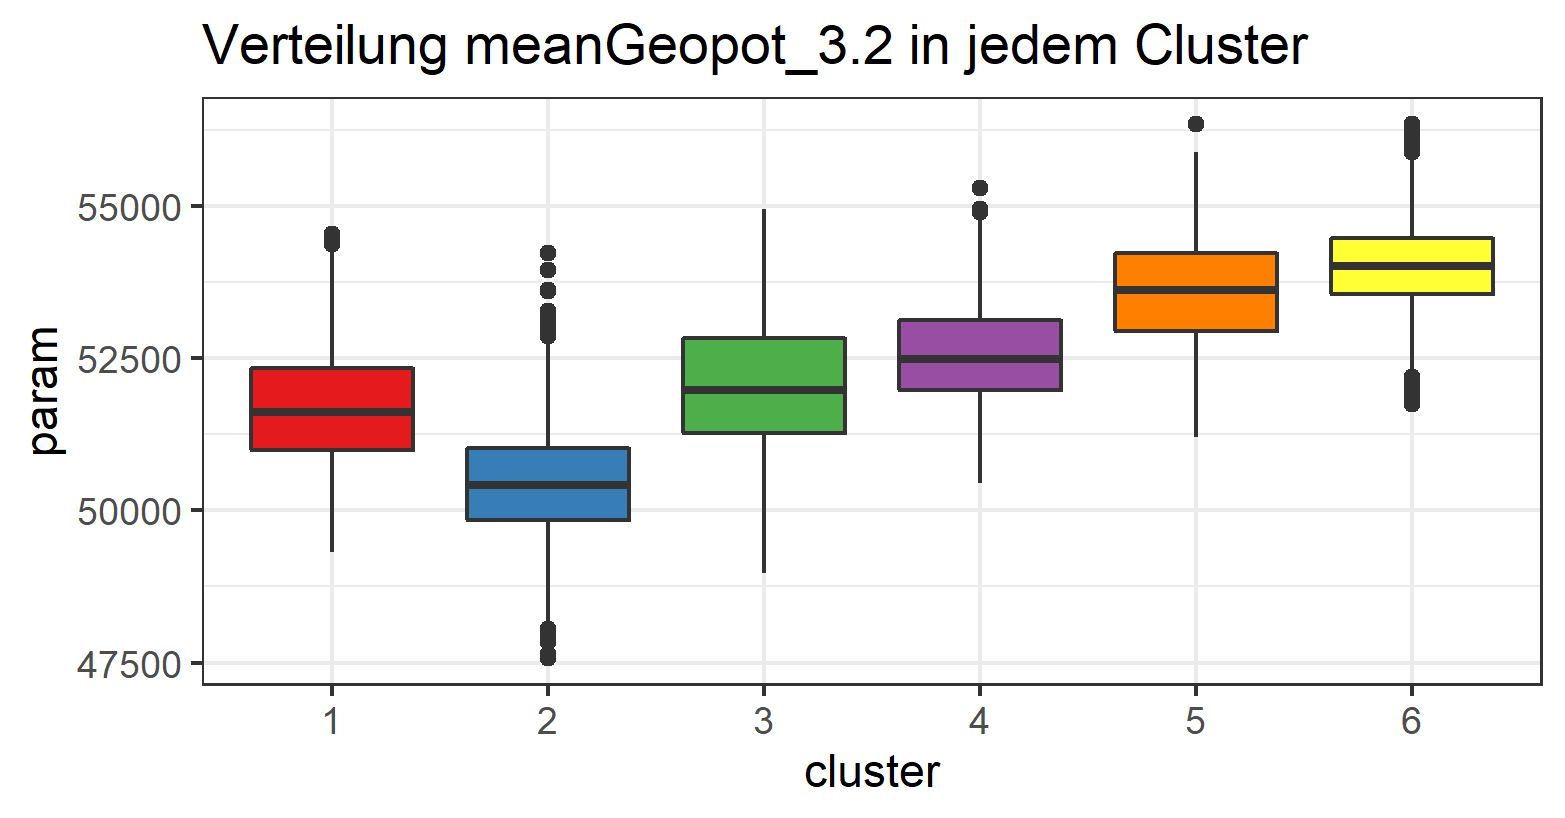 Verteilung meanGeopot_3.2 in jedem Cluster
param
55000
52500
50000
47500
1 2 3 4 5 6
cluster